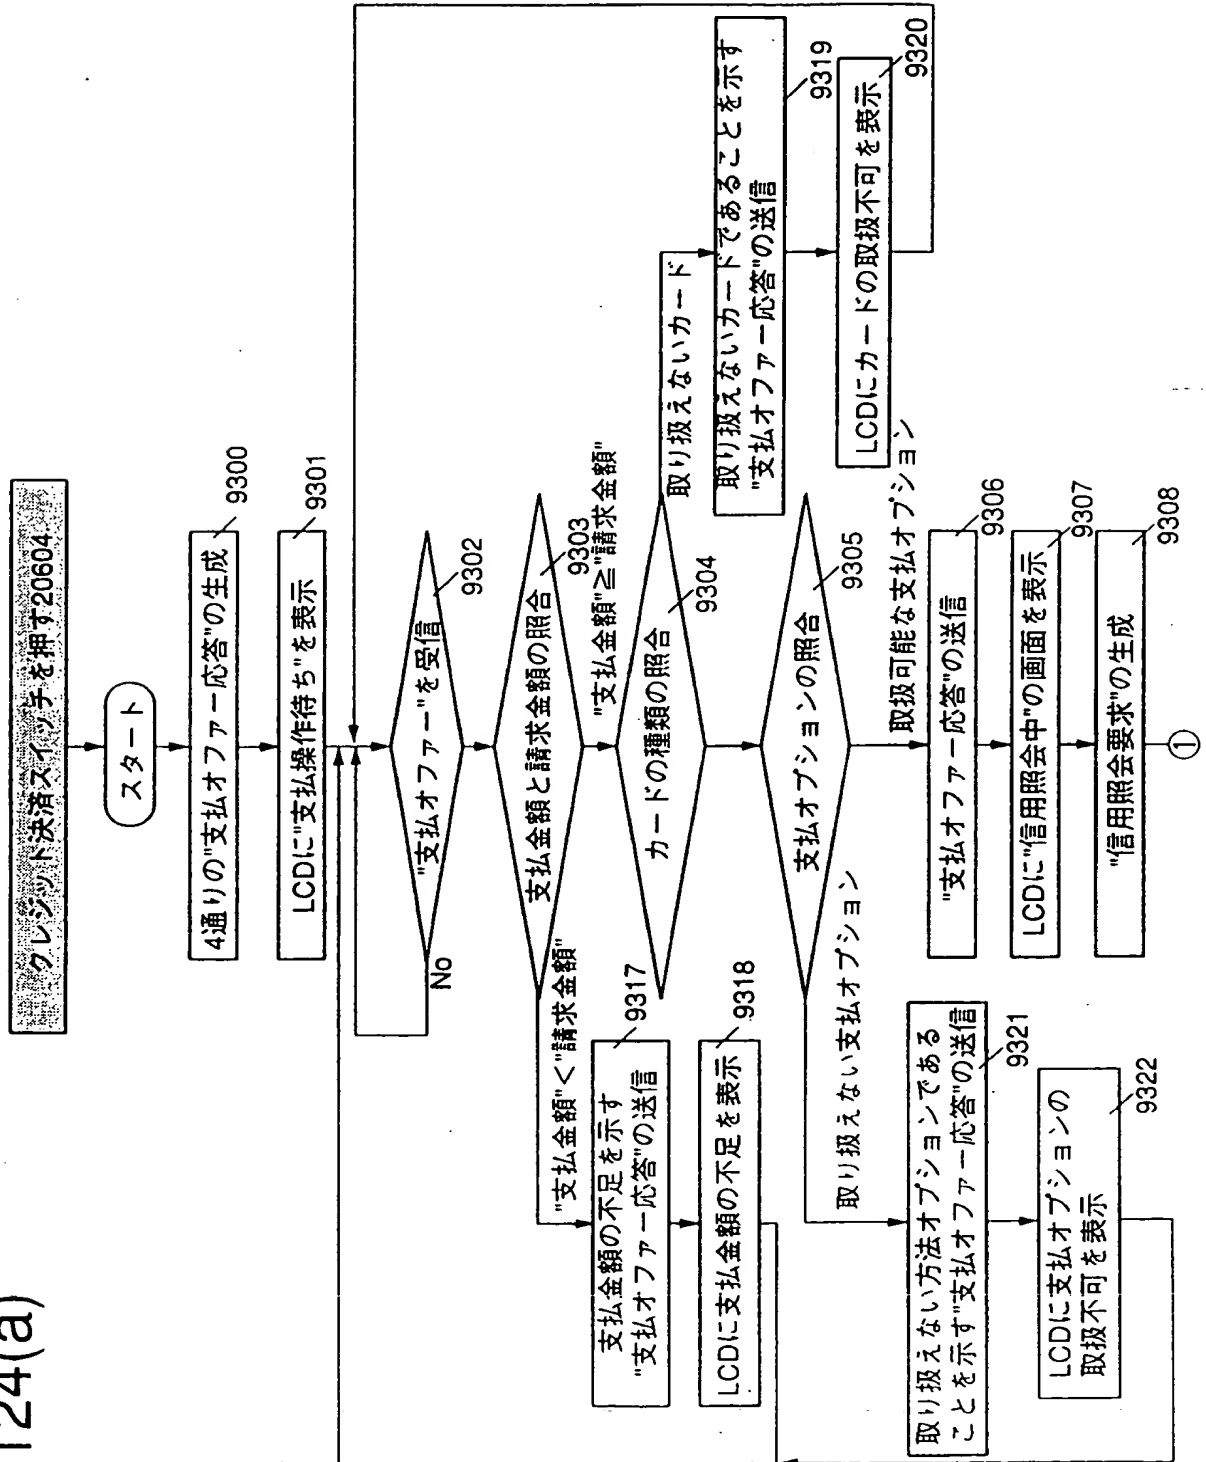 124(a)
クレジット決済スイッチを押す20604
スタート
4通りの"支払オファー応答"の生成
9300
LCDに"支払操作待ち"を表示
9301
"支払オファー"を受信
9302
No
支払金額と請求金額の照合
9303
"支払金額"<"請求金額"
"支払金額"≧"請求金額"
支払金額の不足を示す
"支払オファー応答"の送信
9317
LCDに支払金額の不足を表示
9318
カードの種類の照合
9304
取り扱えないカード
取り扱えないカードであることを示す
"支払オファー応答"の送信
9319
LCDにカードの取扱不可を表示
9320
支払オプションの照合
9305
取り扱えない支払オプション
取扱可能な支払オプション
取り扱えない方法オプションである
ことを示す"支払オファー応答"の送信
9321
LCDに支払オプションの
取扱不可を表示
9322
"支払オファー応答"の送信
9306
LCDに"信用照会中"の画面を表示
9307
"信用照会要求"の生成
9308
①